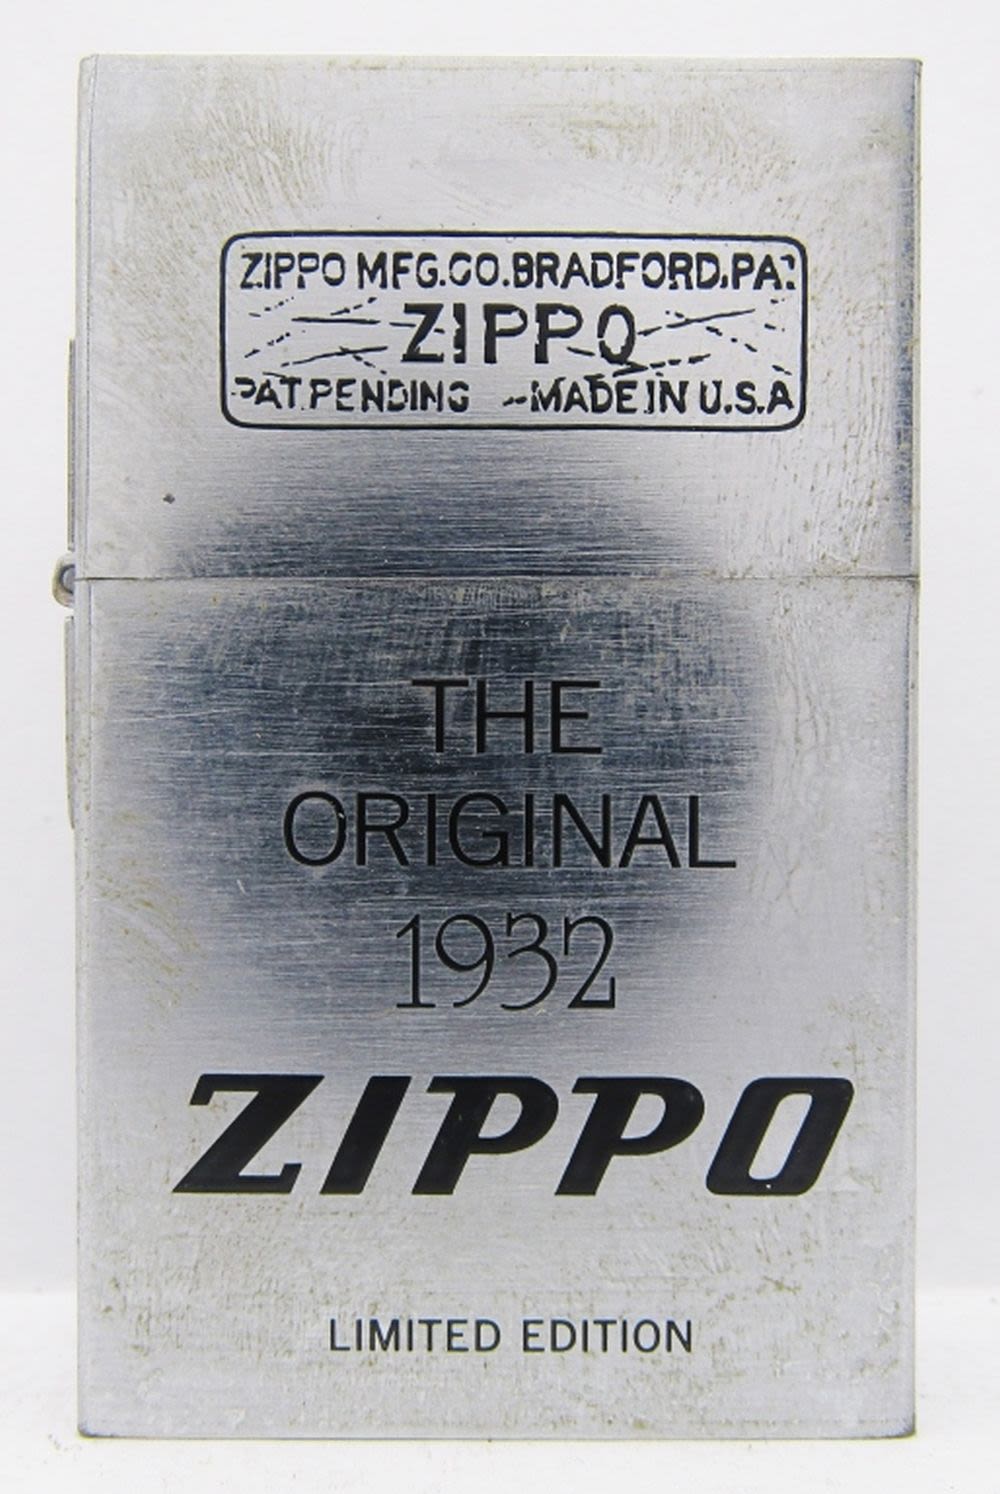 ZIPPO MFG.CO.BRADFORD,PA.
ZIPPO
PAT.PENDING MADE IN U.S.A
THE
ORIGINAL
1932
ZIPPO
LIMITED EDITION